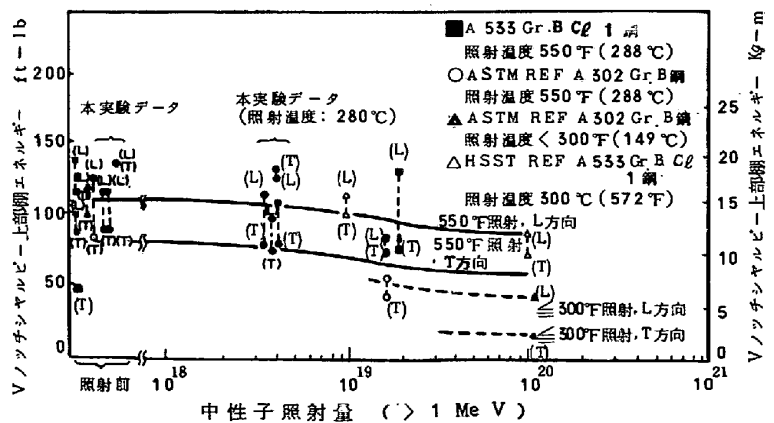 Vノッチシャルピー上部棚エネルギー ft-lb
200
150
100
50
0
■ A 533 Gr.B Cℓ 1 鋼
照射温度 550℉(288℃)
○ ASTM REF A 302 Gr.B鋼
照射温度 550℉(288℃)
▲ ASTM REF A 302 Gr.B鋼
照射温度 < 300℉(149℃)
△ HSST REF A 533 Gr.B Cℓ
1 鋼
照射温度 300℃(572℉)
本実験データ
本実験データ
(照射温度: 280℃)
(L)
(L)
(L)
(T)
(T)
(T)
(L)
(T)
(T)
(L)
(T)
(L)
(T)
(T)
(L)
(T)
(L)
(T)
(L)
(T)
(T)
(L)
(T)
(L)
(T)
550℉照射, L方向
550℉照射,
T方向
≦300℉照射, L方向
≦300℉照射, T方向
Kg-m
Vノッチシャルピー上部棚エネルギー
25
20
15
10
5
0
照射前
10^18
10^19
10^20
10^21
中性子照射量 (> 1 MeV)